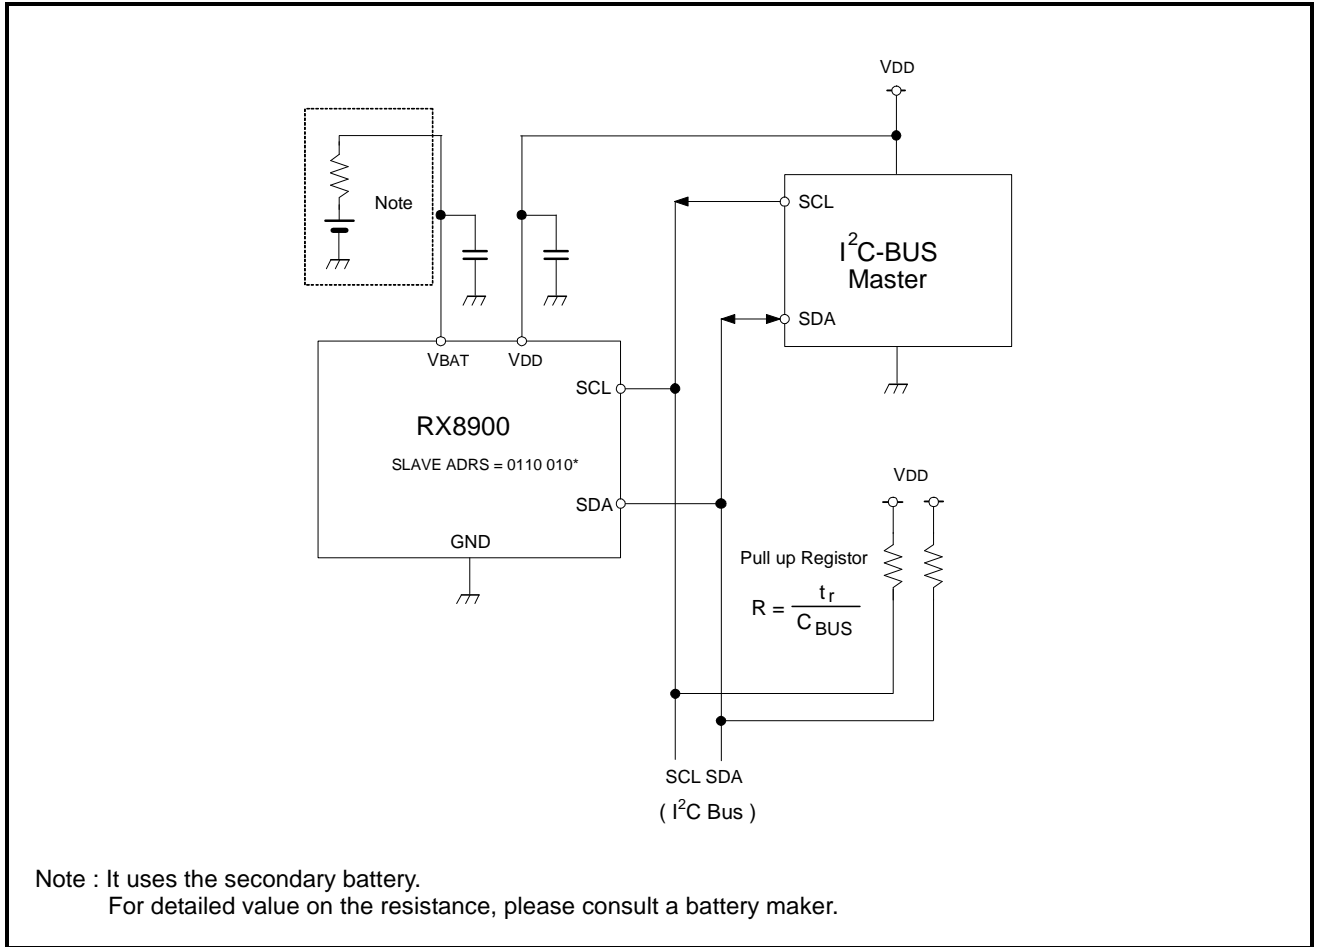 VDD
Note
SCL
I²C-BUS
Master
SDA
VBAT VDD
SCL
RX8900
SLAVE ADRS = 0110 010*
SDA
GND
VDD
Pull up Registor
R = tr / CBUS
SCL SDA
( I²C Bus )
Note : It uses the secondary battery.
For detailed value on the resistance, please consult a battery maker.